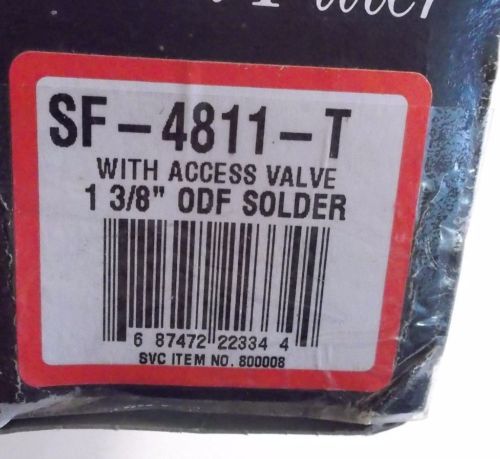 SF-4811-T
WITH ACCESS VALVE
1 3/8" ODF SOLDER
6 87472 22334 4
SVC ITEM NO. 800008